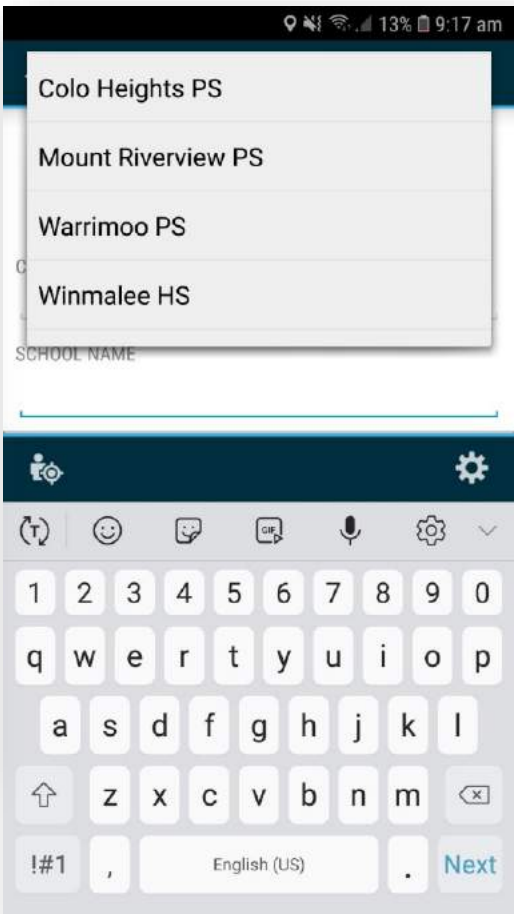 13% 9:17 am
Colo Heights PS
Mount Riverview PS
Warrimoo PS
Winmalee HS
C
SCHOOL NAME
T
GIF
1 2 3 4 5 6 7 8 9 0
q w e r t y u i o p
a s d f g h j k l
z x c v b n m
!#1 , English (US) . Next